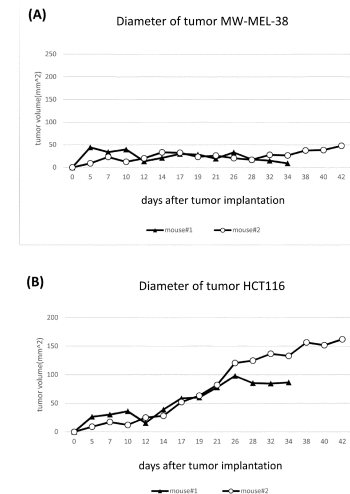 (A)
Diameter of tumor MW-MEL-38
250
200
150
100
50
0
tumor volume(mm^2)
0 5 7 10 12 14 17 19 21 26 28 32 34 38 40 42
days after tumor implantation
mouse#1 mouse#2
(B)
Diameter of tumor HCT116
200
150
100
50
0
tumor volume(mm^2)
0 5 7 10 12 14 17 19 21 26 28 32 34 38 40 42
days after tumor implantation
mouse#1 mouse#2